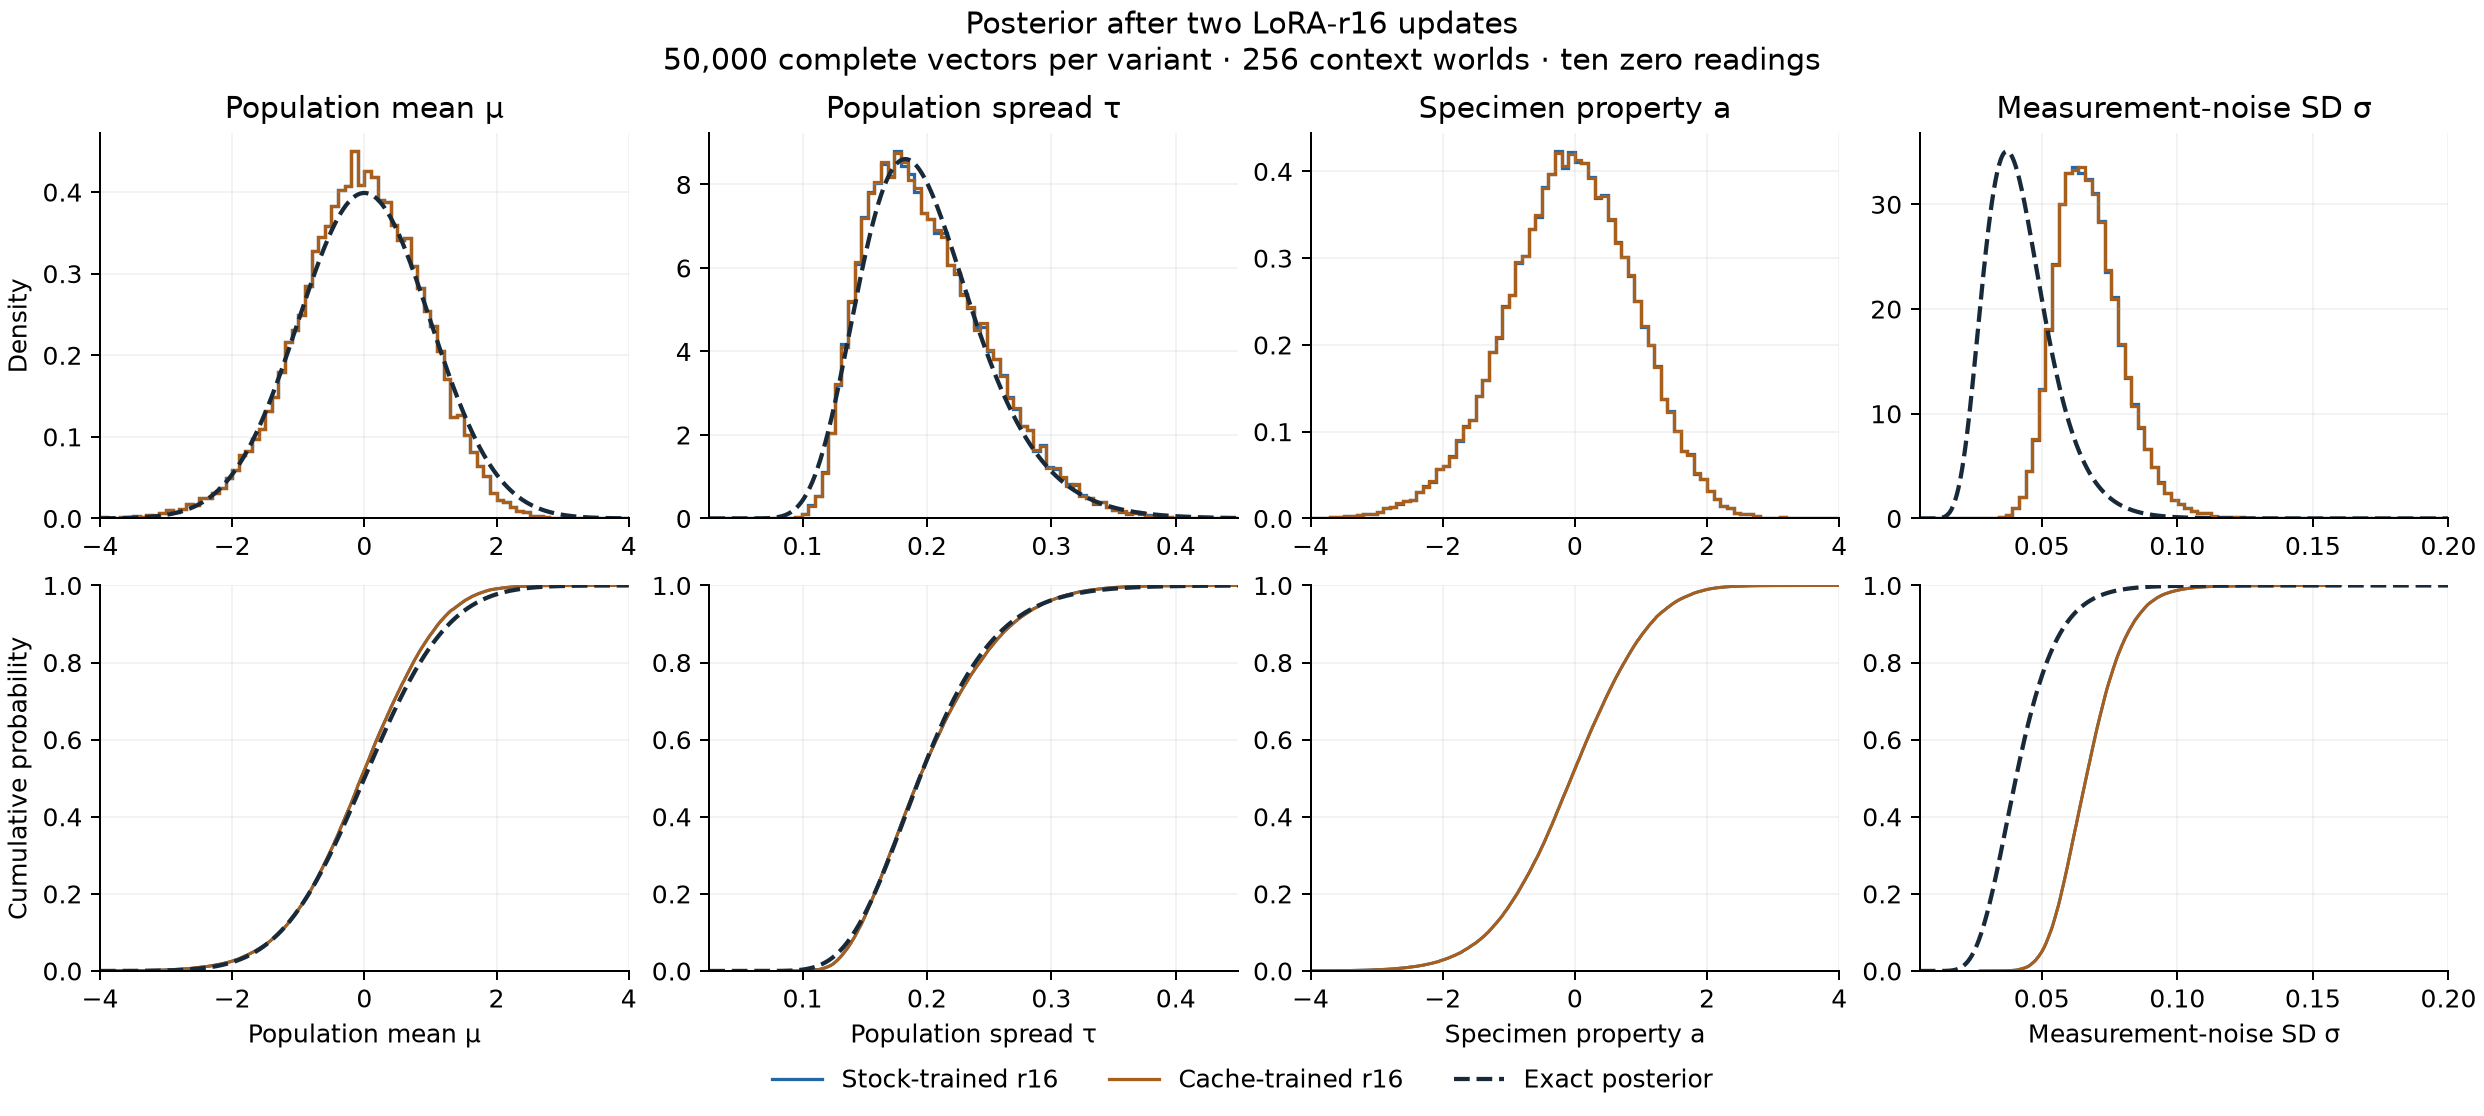 Posterior after two LoRA-r16 updates
50,000 complete vectors per variant · 256 context worlds · ten zero readings
Population mean μ
Population spread τ
Specimen property a
Measurement-noise SD σ
Density
0.4
0.3
0.2
0.1
0.0
−4 −2 0 2 4
8
6
4
2
0
0.1 0.2 0.3 0.4
0.4
0.3
0.2
0.1
0.0
−4 −2 0 2 4
30
20
10
0
0.05 0.10 0.15 0.20
Cumulative probability
1.0
0.8
0.6
0.4
0.2
0.0
−4 −2 0 2 4
Population mean μ
1.0
0.8
0.6
0.4
0.2
0.0
0.1 0.2 0.3 0.4
Population spread τ
1.0
0.8
0.6
0.4
0.2
0.0
−4 −2 0 2 4
Specimen property a
1.0
0.8
0.6
0.4
0.2
0.0
0.05 0.10 0.15 0.20
Measurement-noise SD σ
Stock-trained r16
Cache-trained r16
Exact posterior